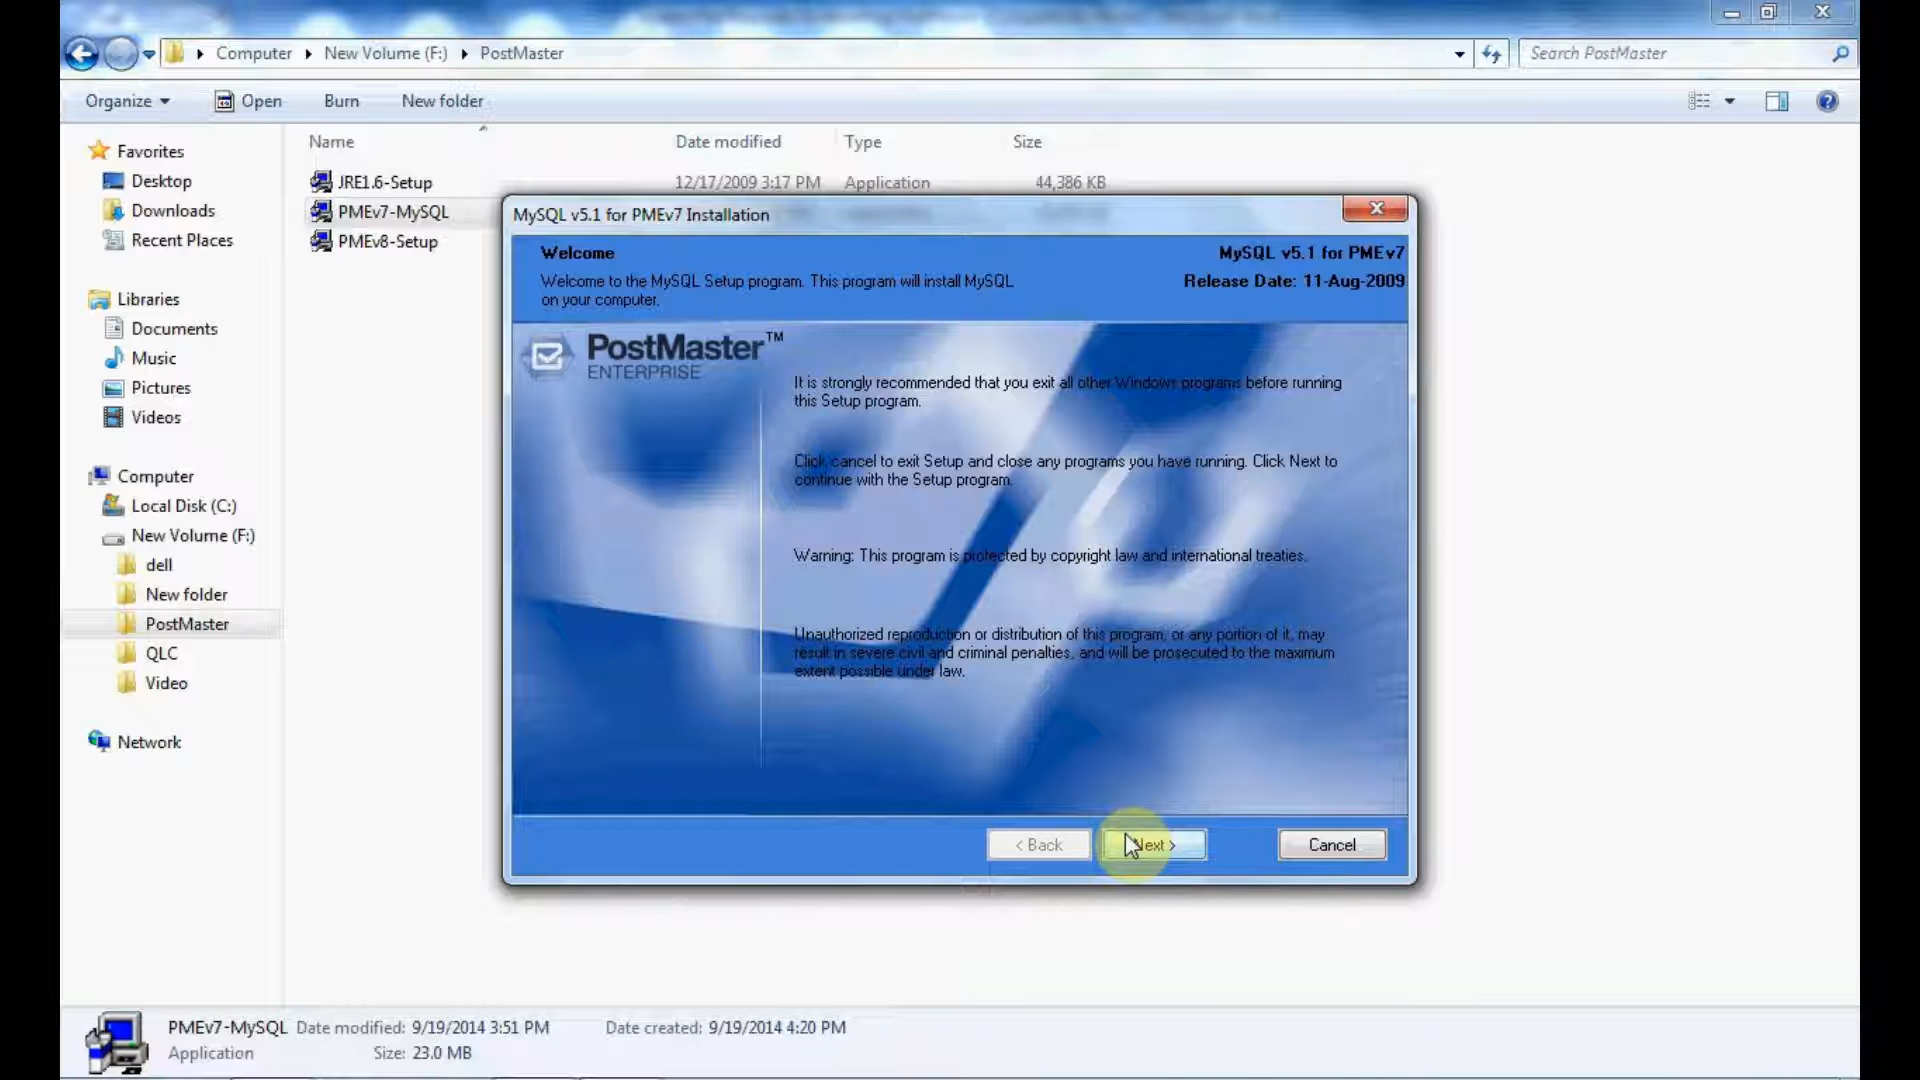 Computer
New Volume (F:)
PostMaster
Search PostMaster
Organize
Open
Burn
New folder
Name
Date modified
Type
Size
Favorites
Desktop
Downloads
Recent Places
Libraries
Documents
Music
Pictures
Videos
Computer
Local Disk (C:)
New Volume (F:)
dell
New folder
PostMaster
QLC
Video
Network
JRE1.6-Setup
12/17/2009 3:17 PM
Application
44,386 KB
PMEv7-MySQL
PMEv8-Setup
MySQL v5.1 for PMEv7 Installation
Welcome
MySQL v5.1 for PMEv7
Welcome to the MySQL Setup program. This program will install MySQL
on your computer.
Release Date: 11-Aug-2009
PostMaster™
ENTERPRISE
It is strongly recommended that you exit all other Windows programs before running
this Setup program.
Click cancel to exit Setup and close any programs you have running. Click Next to
continue with the Setup program.
Warning: This program is protected by copyright law and international treaties.
Unauthorized reproduction or distribution of this program, or any portion of it, may
result in severe civil and criminal penalties, and will be prosecuted to the maximum
extent possible under law.
< Back
Next >
Cancel
PMEv7-MySQL
Date modified: 9/19/2014 3:51 PM
Date created: 9/19/2014 4:20 PM
Application
Size: 23.0 MB